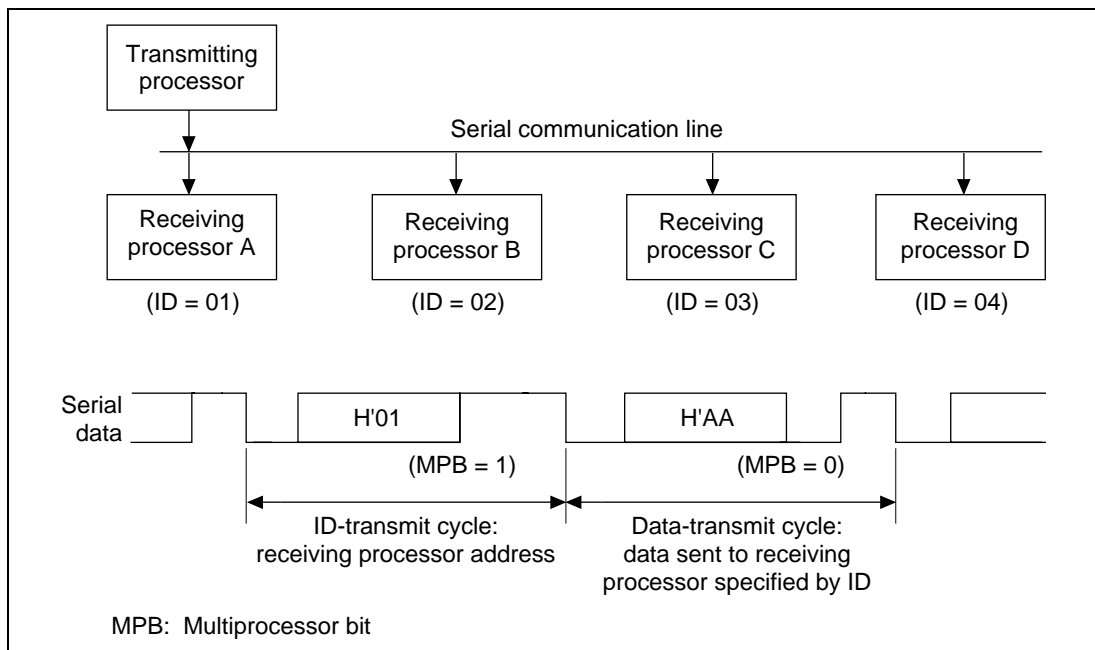 Transmitting
processor
Serial communication line
Receiving
processor A
Receiving
processor B
Receiving
processor C
Receiving
processor D
(ID = 01)
(ID = 02)
(ID = 03)
(ID = 04)
Serial
data
H'01
H'AA
(MPB = 1)
(MPB = 0)
ID-transmit cycle:
receiving processor address
Data-transmit cycle:
data sent to receiving
processor specified by ID
MPB: Multiprocessor bit